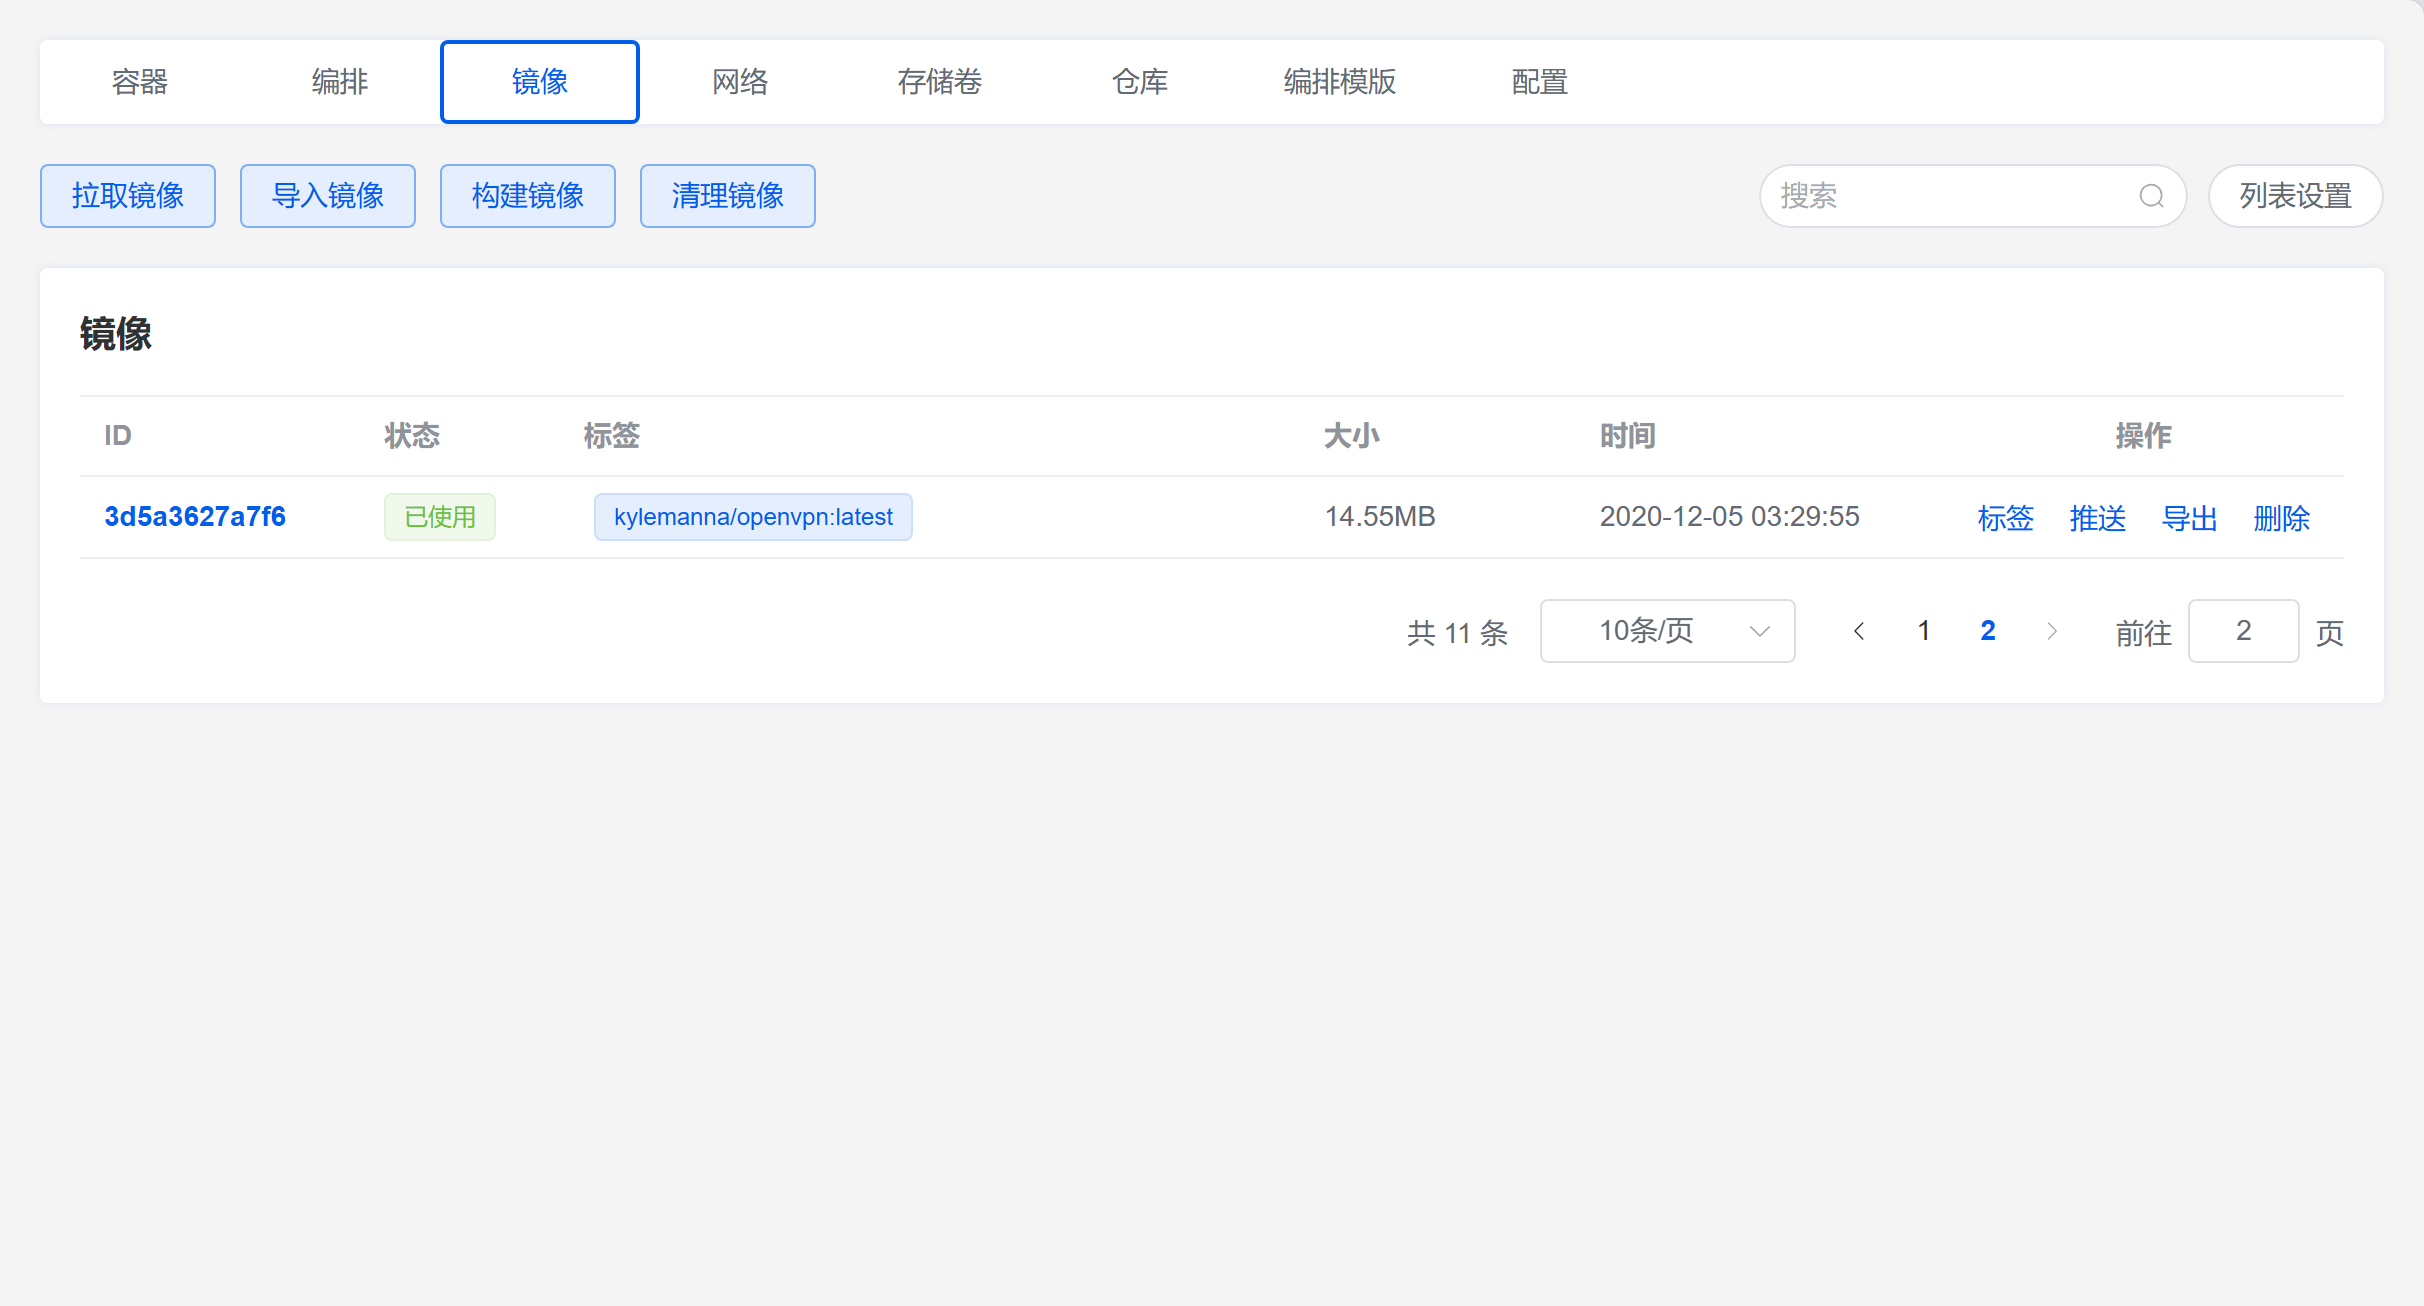 容器 编排 镜像 网络 存储卷 仓库 编排模版 配置
拉取镜像 导入镜像 构建镜像 清理镜像 搜索 列表设置
镜像
ID 状态 标签 大小 时间 操作
3d5a3627a7f6 已使用 kylemanna/openvpn:latest 14.55MB 2020-12-05 03:29:55 标签 推送 导出 删除
共 11 条 10条/页 1 2 前往 2 页